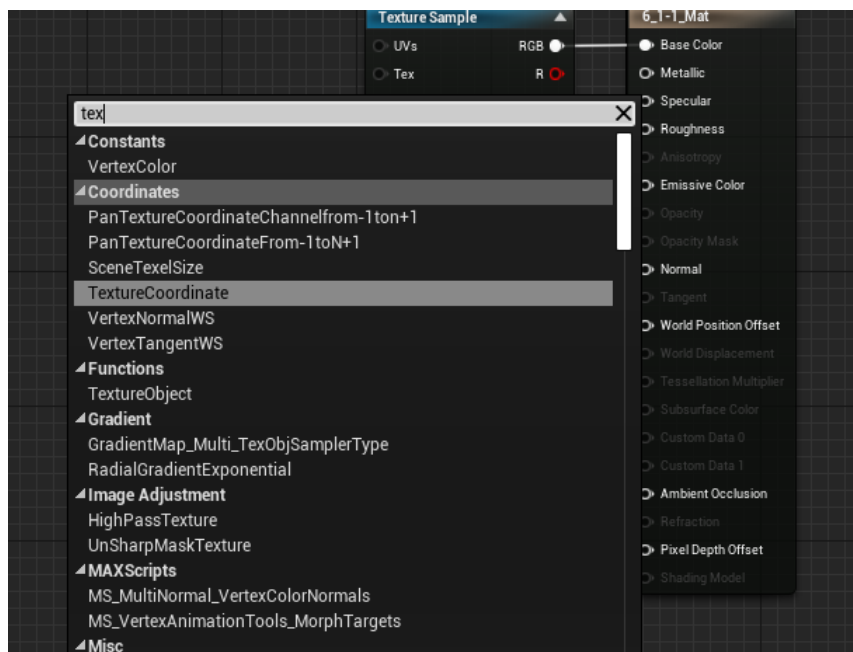 Texture Sample
UVs RGB
Tex R
6_1-1_Mat
Base Color
Metallic
Specular
Roughness
Anisotropy
Emissive Color
Opacity
Opacity Mask
Normal
Tangent
World Position Offset
World Displacement
Tessellation Multiplier
Subsurface Color
Custom Data 0
Custom Data 1
Ambient Occlusion
Refraction
Pixel Depth Offset
Shading Model
tex
Constants
VertexColor
Coordinates
PanTextureCoordinateChannelfrom-1ton+1
PanTextureCoordinateFrom-1toN+1
SceneTexelSize
TextureCoordinate
VertexNormalWS
VertexTangentWS
Functions
TextureObject
Gradient
GradientMap_Multi_TexObjSamplerType
RadialGradientExponential
Image Adjustment
HighPassTexture
UnSharpMaskTexture
MAXScripts
MS_MultiNormal_VertexColorNormals
MS_VertexAnimationTools_MorphTargets
Misc